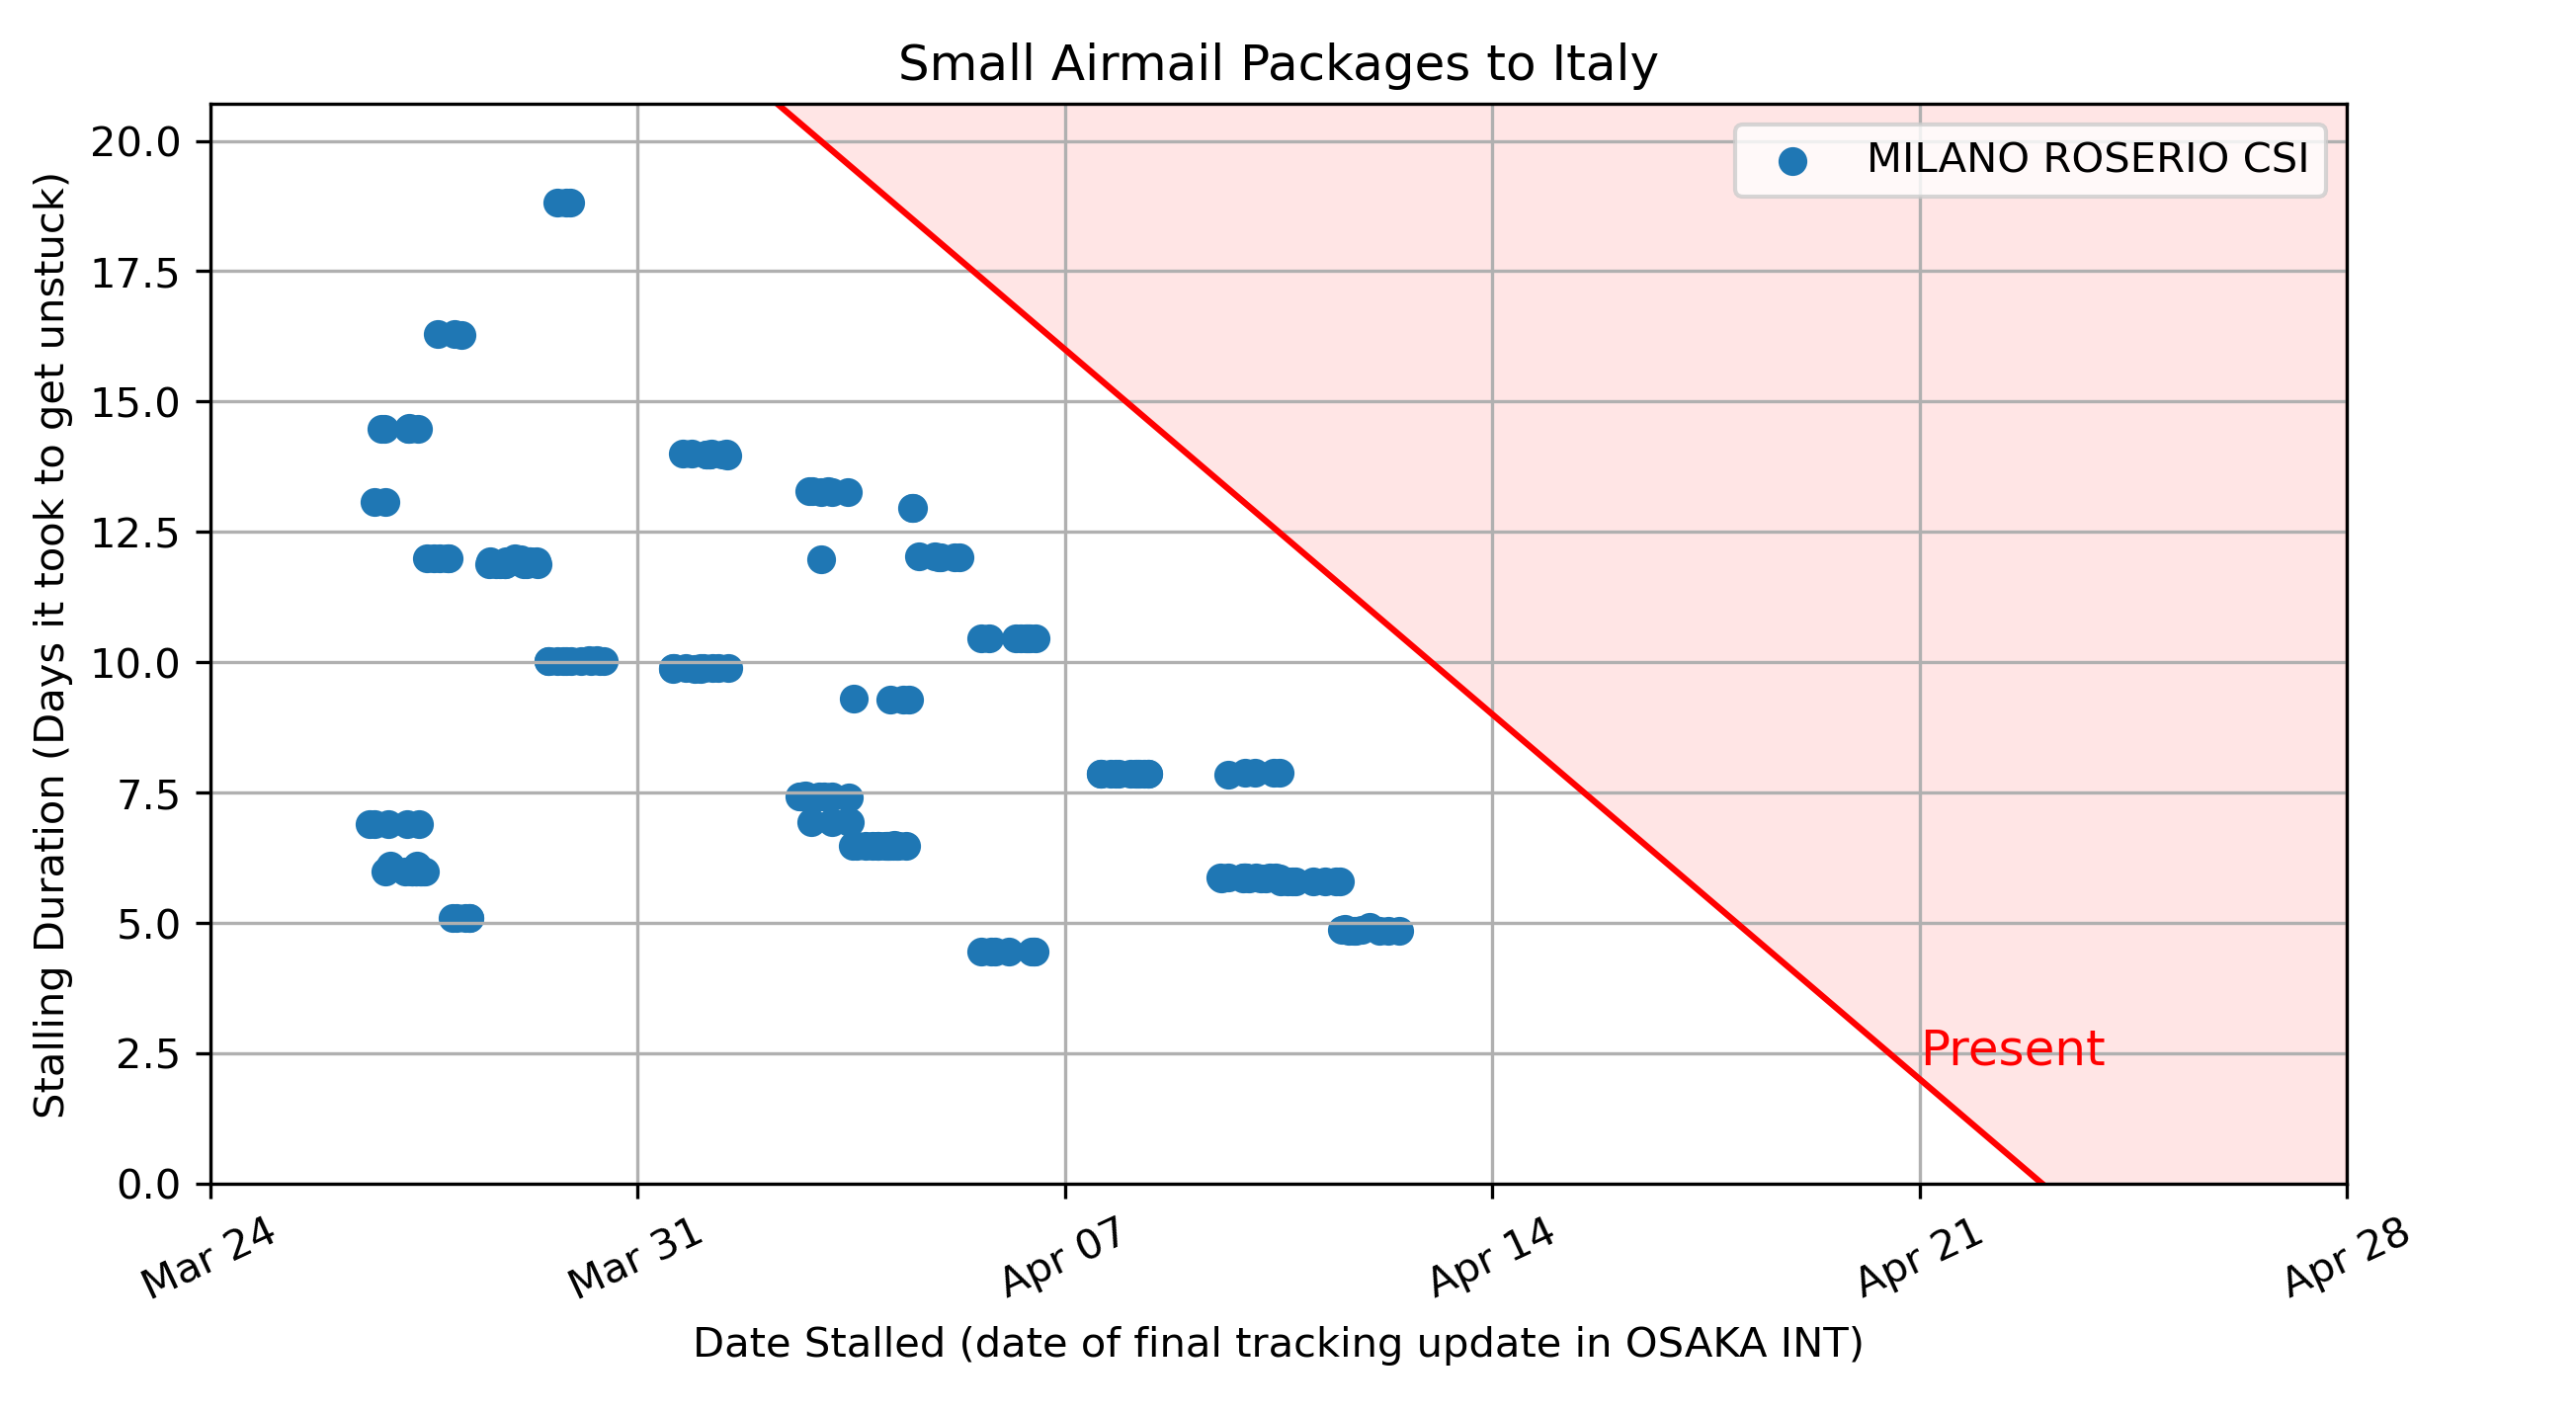 Small Airmail Packages to Italy
MILANO ROSERIO CSI
Stalling Duration (Days it took to get unstuck)
20.0
17.5
15.0
12.5
10.0
7.5
5.0
2.5
0.0
Present
Mar 24
Mar 31
Apr 07
Apr 14
Apr 21
Apr 28
Date Stalled (date of final tracking update in OSAKA INT)